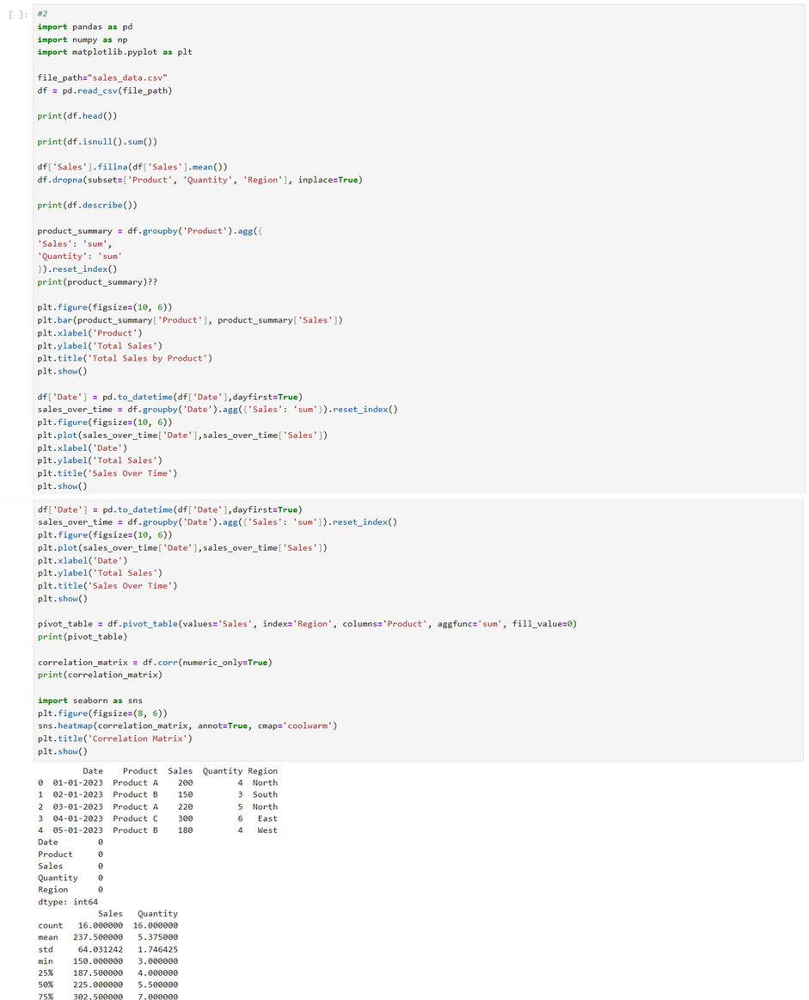 [ ]:
#2
import pandas as pd
import numpy as np
import matplotlib.pyplot as plt
file_path="sales_data.csv"
df = pd.read_csv(file_path)
print(df.head())
print(df.isnull().sum())
df['Sales'].fillna(df['Sales'].mean())
df.dropna(subset=['Product', 'Quantity', 'Region'], inplace=True)
print(df.describe())
product_summary = df.groupby('Product').agg({
'Sales': 'sum',
'Quantity': 'sum'
}).reset_index()
print(product_summary)??
plt.figure(figsize=(10, 6))
plt.bar(product_summary['Product'], product_summary['Sales'])
plt.xlabel('Product')
plt.ylabel('Total Sales')
plt.title('Total Sales by Product')
plt.show()
df['Date'] = pd.to_datetime(df['Date'],dayfirst=True)
sales_over_time = df.groupby('Date').agg({'Sales': 'sum'}).reset_index()
plt.figure(figsize=(10, 6))
plt.plot(sales_over_time['Date'],sales_over_time['Sales'])
plt.xlabel('Date')
plt.ylabel('Total Sales')
plt.title('Sales Over Time')
plt.show()
df['Date'] = pd.to_datetime(df['Date'],dayfirst=True)
sales_over_time = df.groupby('Date').agg({'Sales': 'sum'}).reset_index()
plt.figure(figsize=(10, 6))
plt.plot(sales_over_time['Date'],sales_over_time['Sales'])
plt.xlabel('Date')
plt.ylabel('Total Sales')
plt.title('Sales Over Time')
plt.show()
pivot_table = df.pivot_table(values='Sales', index='Region', columns='Product', aggfunc='sum', fill_value=0)
print(pivot_table)
correlation_matrix = df.corr(numeric_only=True)
print(correlation_matrix)
import seaborn as sns
plt.figure(figsize=(8, 6))
sns.heatmap(correlation_matrix, annot=True, cmap='coolwarm')
plt.title('Correlation Matrix')
plt.show()
Date Product Sales Quantity Region
0 01-01-2023 Product A 200 4 North
1 02-01-2023 Product B 150 3 South
2 03-01-2023 Product A 220 5 North
3 04-01-2023 Product C 300 6 East
4 05-01-2023 Product B 180 4 West
Date 0
Product 0
Sales 0
Quantity 0
Region 0
dtype: int64
Sales Quantity
count 16.000000 16.000000
mean 237.500000 5.375000
std 64.031242 1.746425
min 150.000000 3.000000
25% 187.500000 4.000000
50% 225.000000 5.500000
75% 302.500000 7.000000